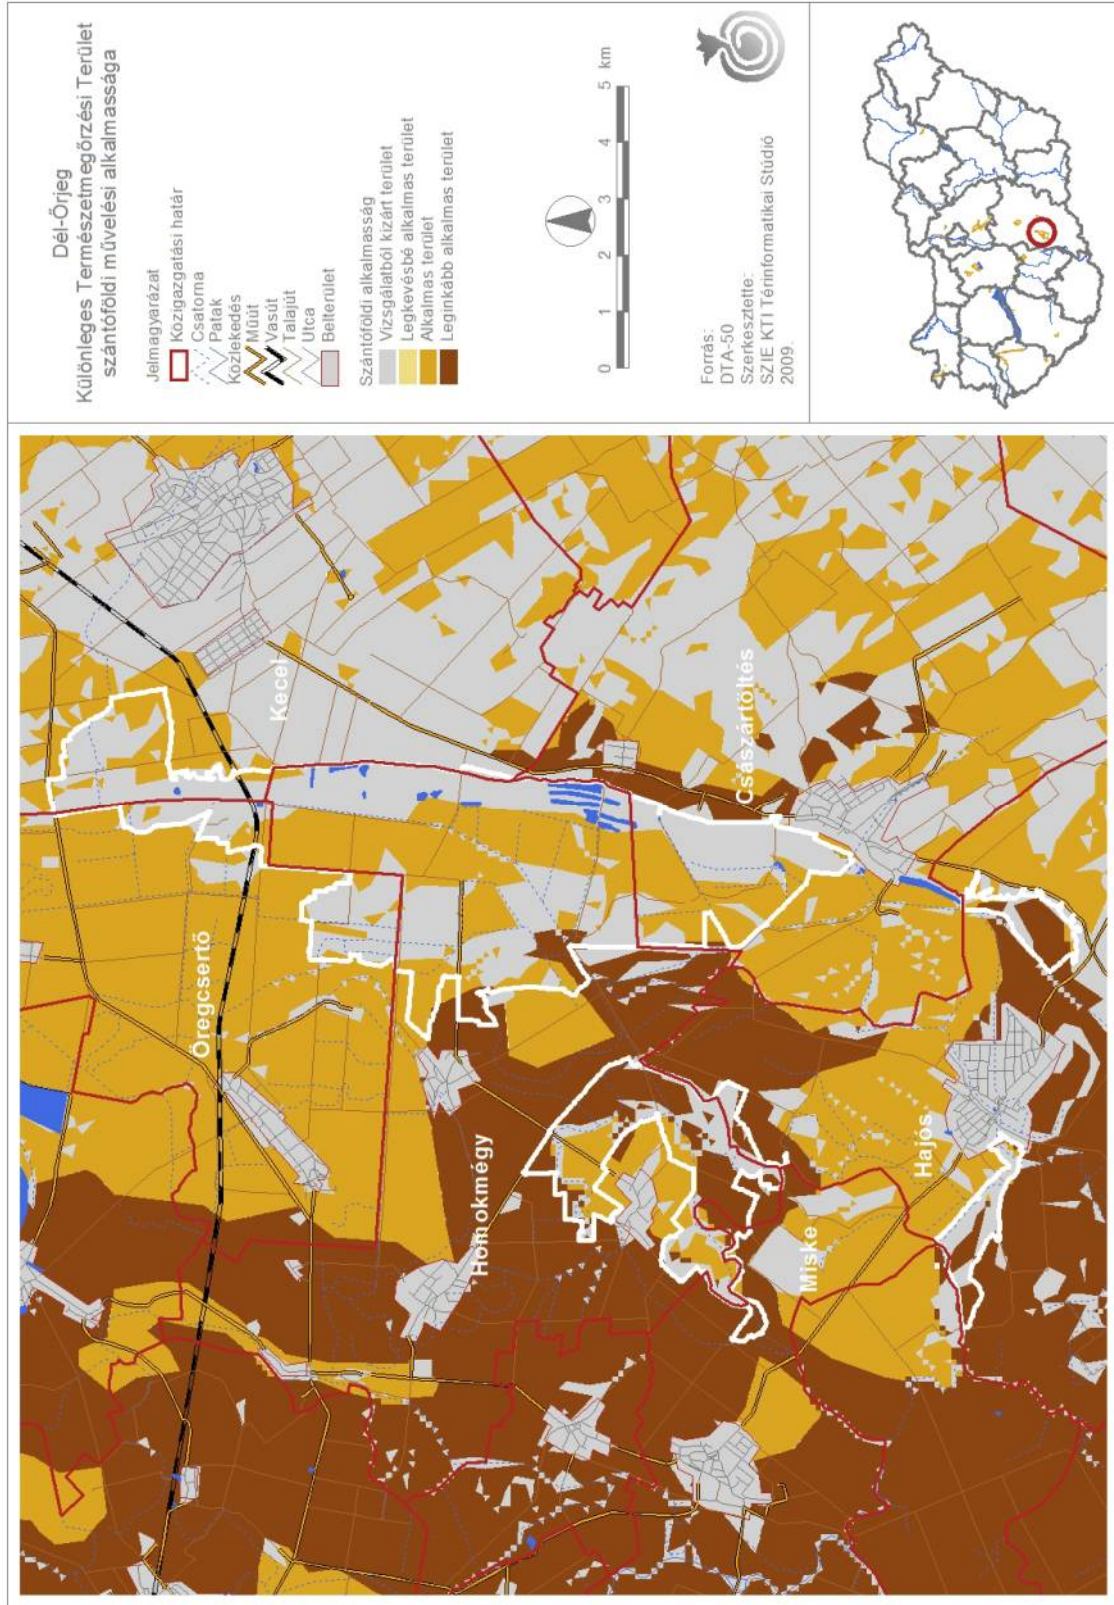 Dél-Őrjeg
Különleges Természetmegőrzési Terület
szántóföldi művelési alkalmassága
Jelmagyarázat
Közigazgatási határ
Csatorna
Patak
Közlekedés
Műút
Vasút
Talajút
Utca
Belterület
Szántóföldi alkalmasság
Vizsgálatból kizárt terület
Legkevésbé alkalmas terület
Alkalmas terület
Leginkább alkalmas terület
0 1 2 3 4 5 km
Forrás:
DTA-50
Szerkesztette:
SZIE KTI Térinformatikai Stúdió
2009.
Kecel
Öregcsertő
Császártöltés
Homokmégy
Miske
Hajós